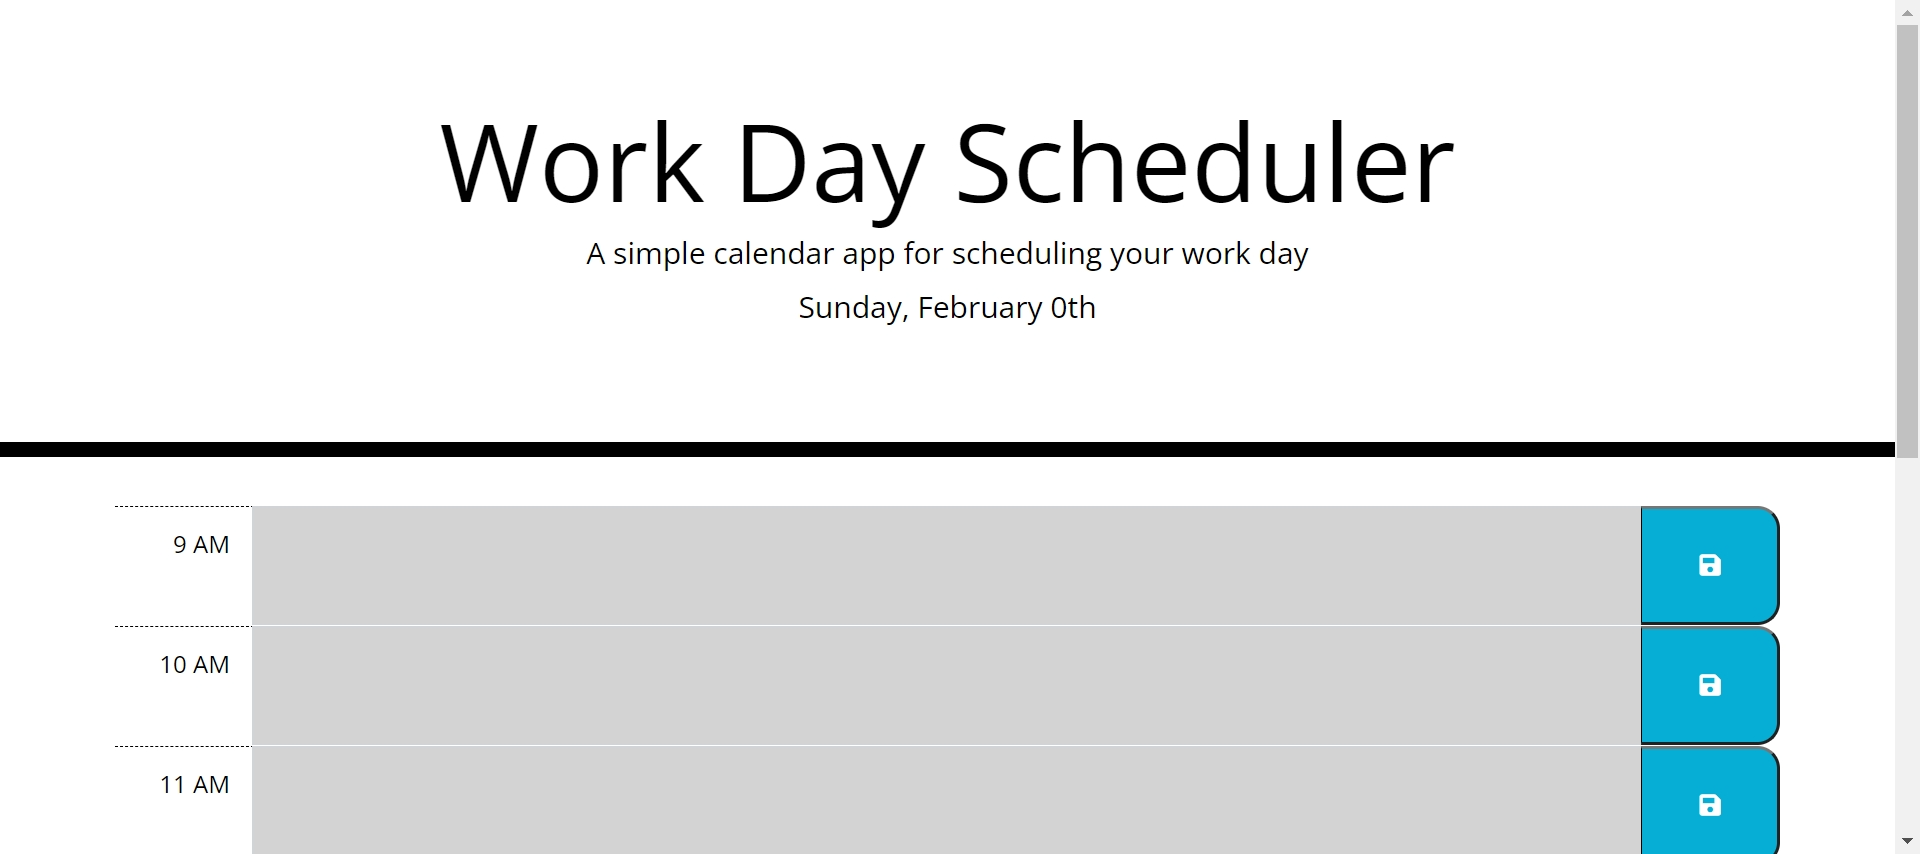 Work Day Scheduler
A simple calendar app for scheduling your work day
Sunday, February 0th
9 AM
10 AM
11 AM